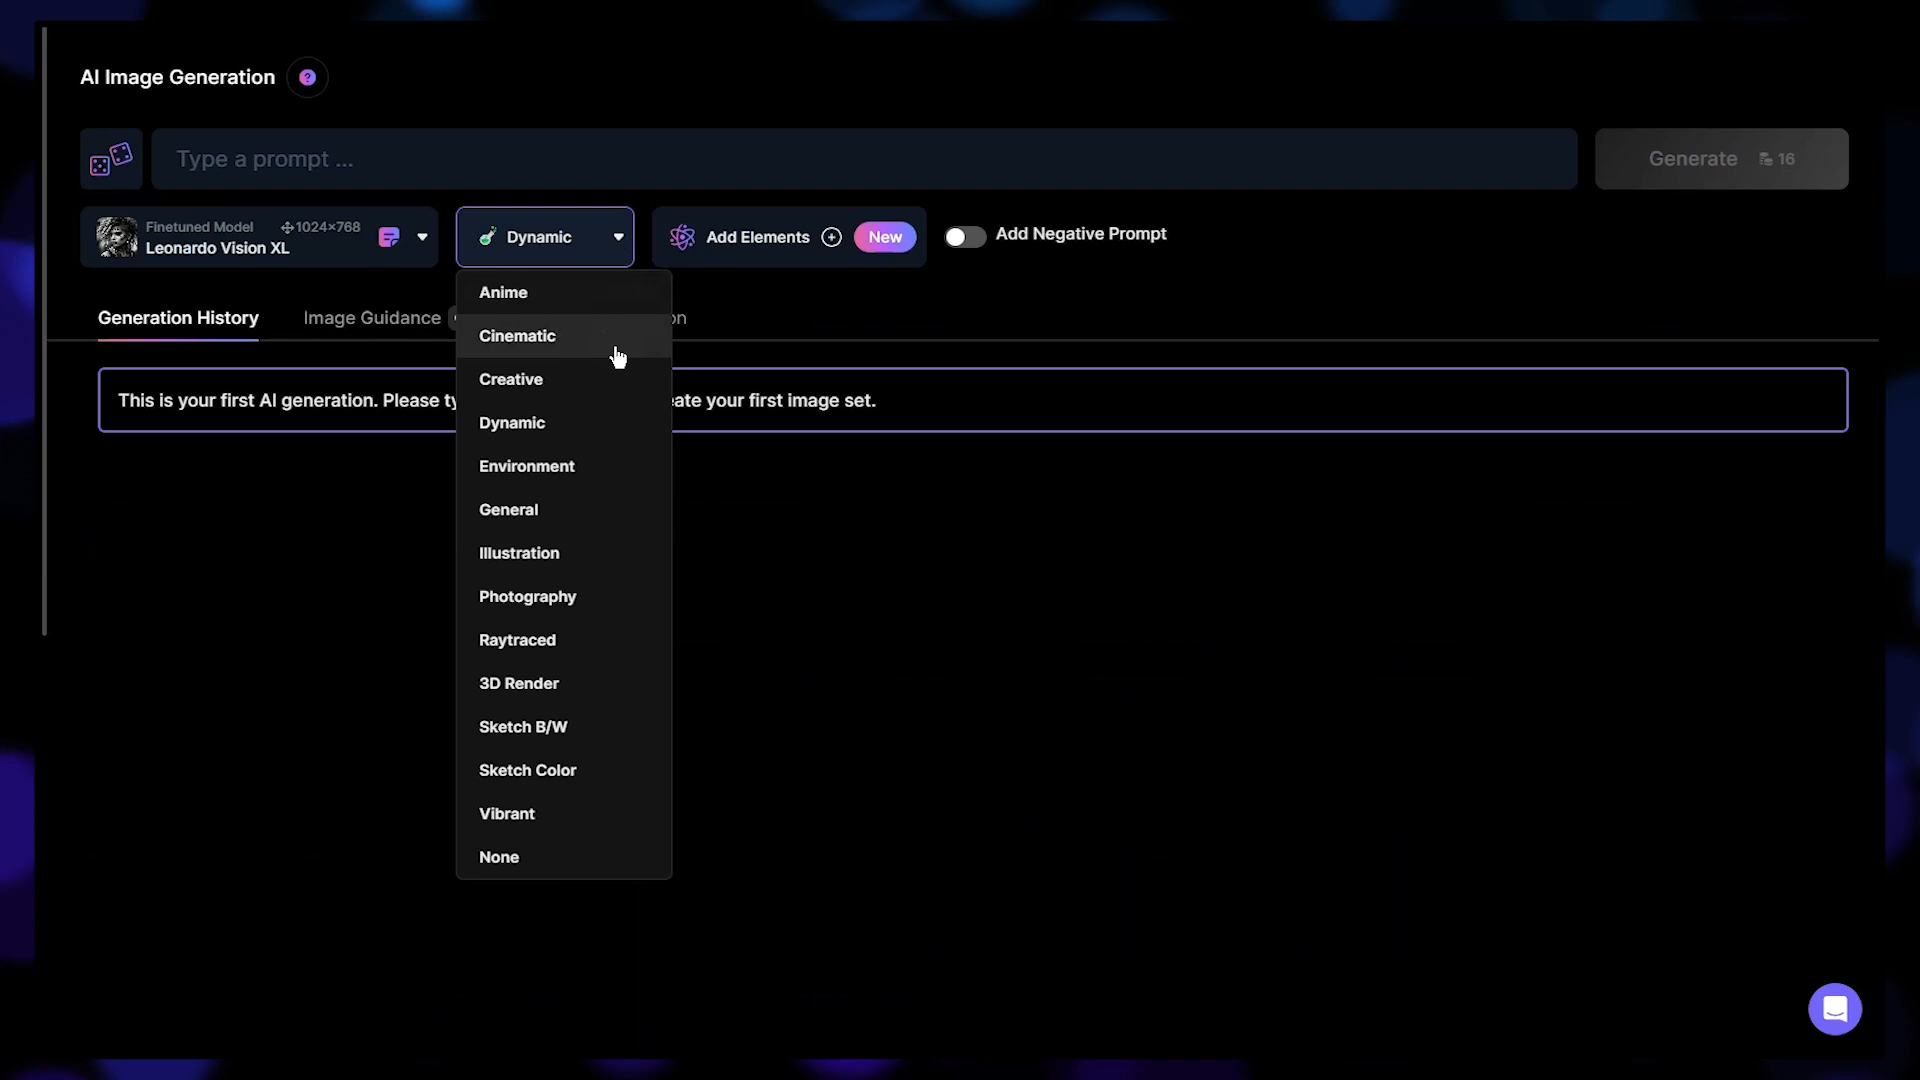 AI Image Generation ?
Type a prompt ...
Generate 16
Finetuned Model 1024×768
Leonardo Vision XL
Dynamic
Add Elements
New
Add Negative Prompt
Generation History
Image Guidance
on
Anime
Cinematic
Creative
Dynamic
Environment
General
Illustration
Photography
Raytraced
3D Render
Sketch B/W
Sketch Color
Vibrant
None
This is your first AI generation. Please ty
ate your first image set.